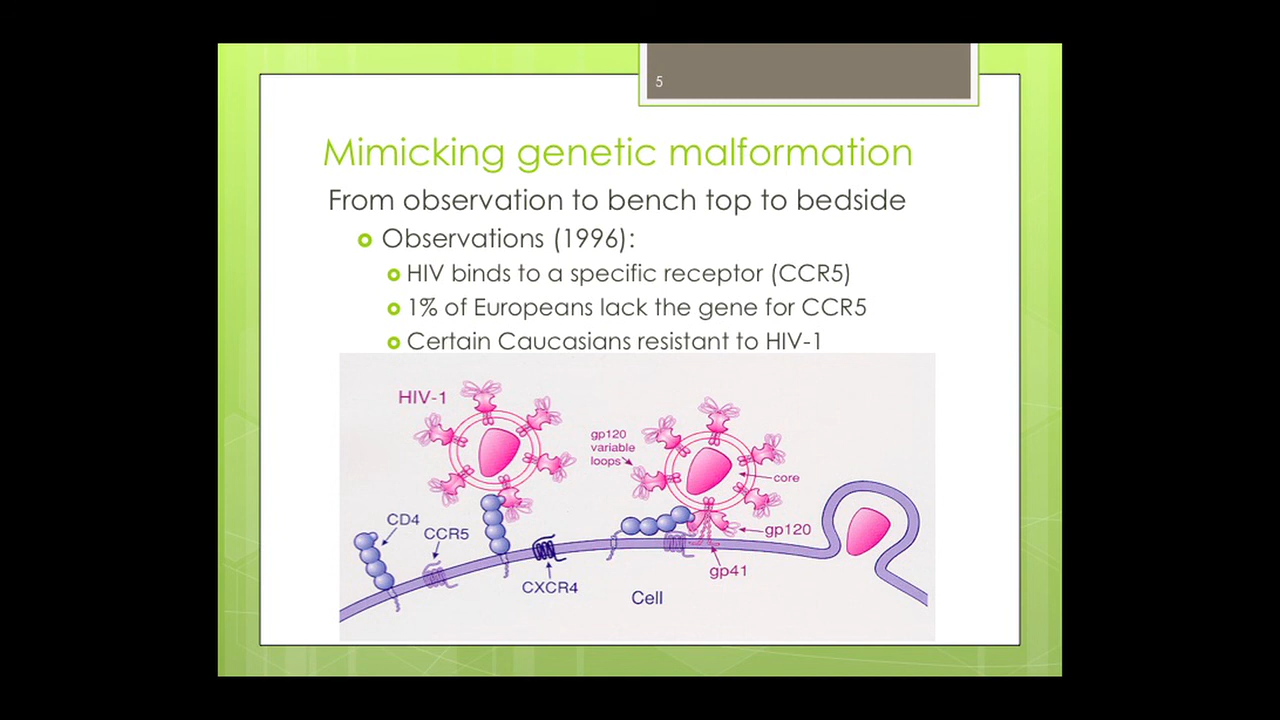 5
Mimicking genetic malformation
From observation to bench top to bedside
Observations (1996):
HIV binds to a specific receptor (CCR5)
1% of Europeans lack the gene for CCR5
Certain Caucasians resistant to HIV-1
HIV-1
gp120
variable
loops
core
CD4
CCR5
gp120
gp41
CXCR4
Cell